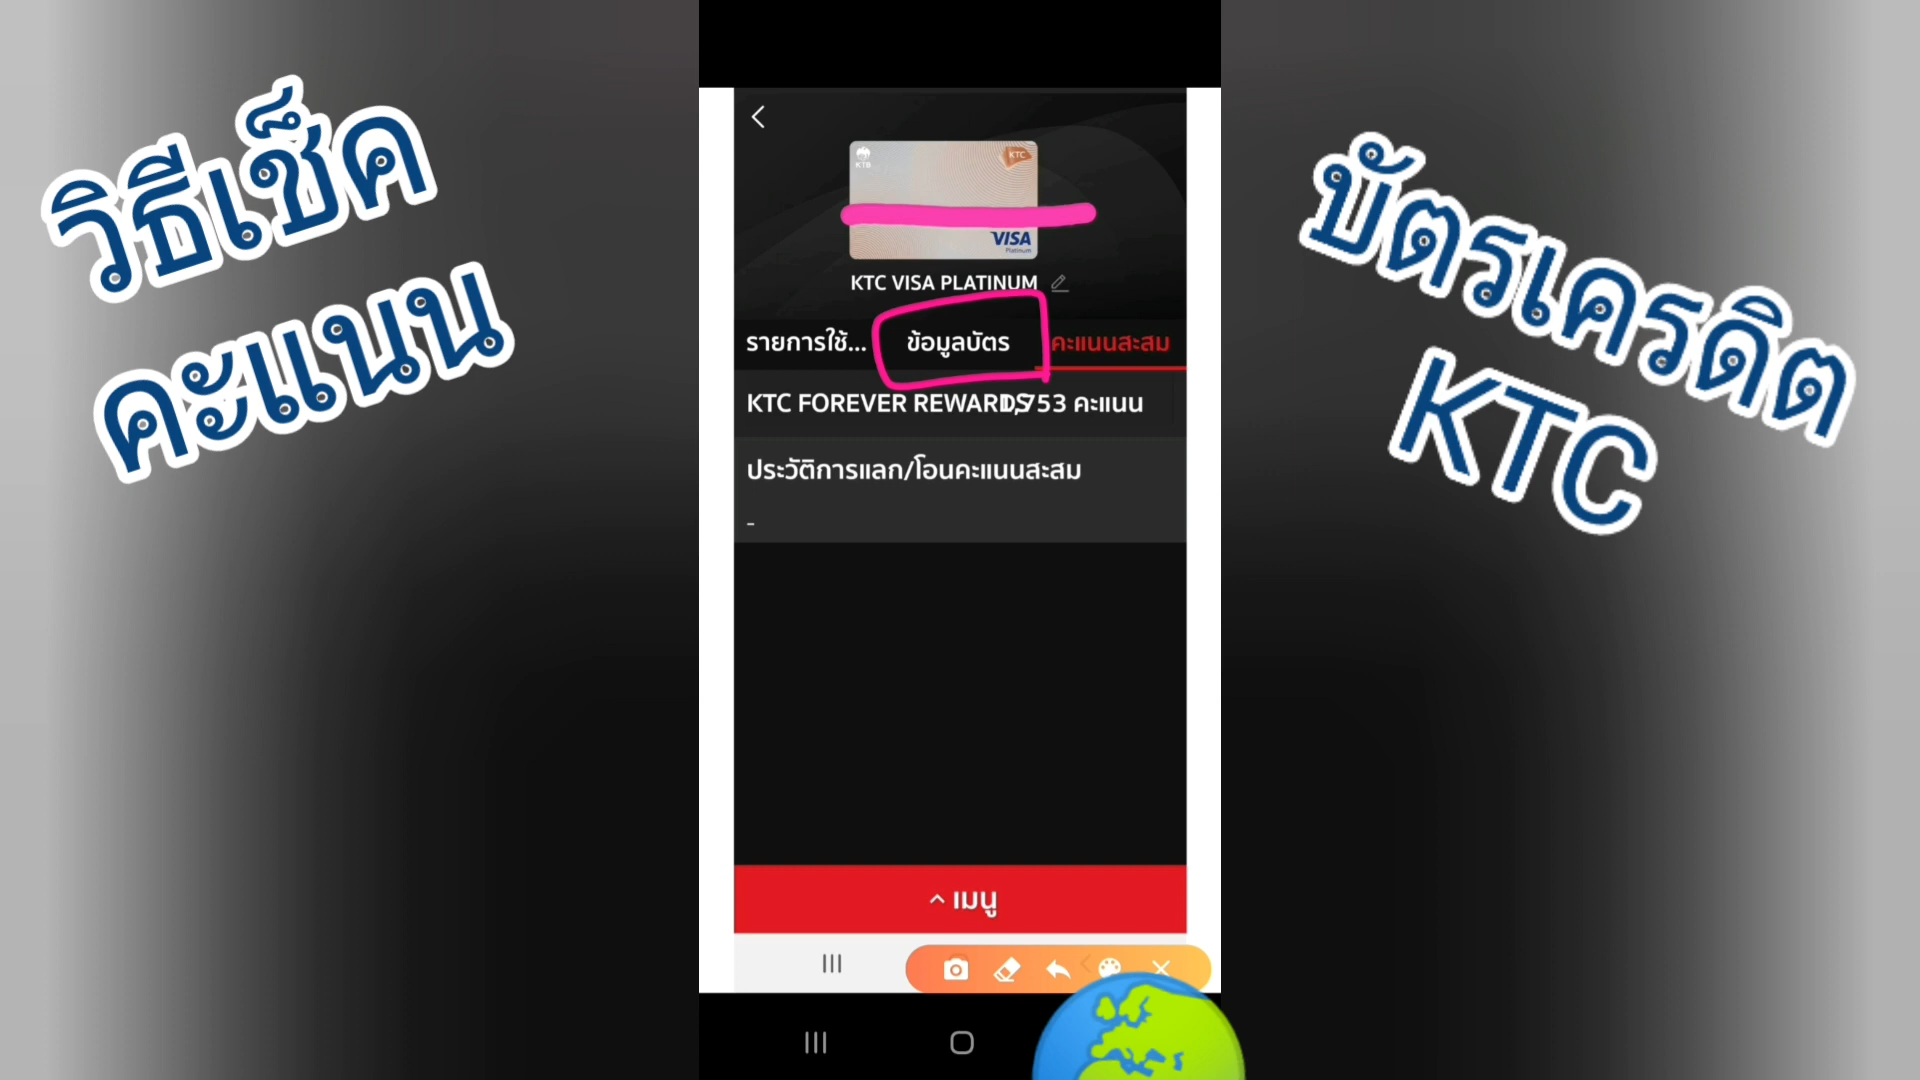 วิธีเช็ค
คะแนน
บัตรเครดิต
KTC
KTB
KTC
VISA
Platinum
KTC VISA PLATINUM
รายการใช้...
ข้อมูลบัตร
คะแนนสะสม
KTC FOREVER REWARDS
753 คะแนน
ประวัติการแลก/โอนคะแนนสะสม
-
เมนู